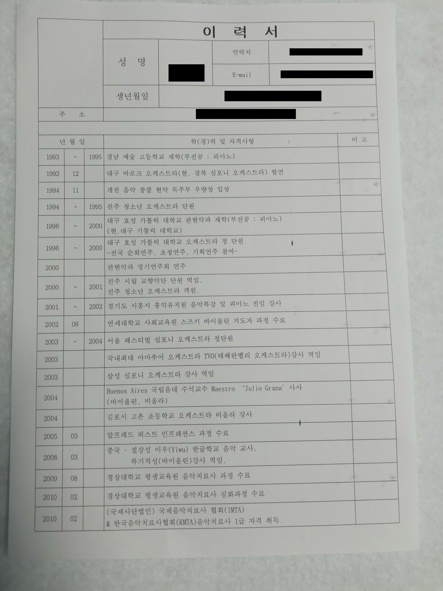 이 력 서
성 명
연락처
E-mail
생년월일
주 소
년 월 일 학(경)력 및 자격사항 비 고
1993 ~ 1995 경남 예술 고등학교 재학(부전공 : 피아노)
1993 12 대구 바로크 오케스트라(현, 경북 심포니 오케스트라) 협연
1994 11 개천 음악 콩쿨 현악 독주부 우량상 입상
1994 ~ 1995 진주 청소년 오케스트라 단원
1996 ~ 2000 대구 효성 가톨릭 대학교 관현악과 재학(부전공 : 피아노)
(현.대구 가톨릭 대학교)
1996 ~ 2000 대구 효성 가톨릭 대학교 오케스트라 정 단원
-전국 순회연주, 초청연주, 기획연주 참여-
2000 관현악과 정기연주회 연주
2000 ~ 2001 진주 시립 교향악단 단원 역임.
진주 청소년 오케스트라 객원.
2001 ~ 2002 경기도 시흥시 홍익유치원 음악특강 및 피아노 전임 강사
2002 06 연세대학교 사회교육원 스즈키 바이올린 지도자 과정 수료
2003 ~ 2004 서울 페스티벌 심포니 오케스트라 정단원
2003 국내최대 아마추어 오케스트라 TVO(테헤란벨리 오케스트라)강사 역임
2003 삼성 심포니 오케스트라 강사 역임
2004 Buenos Aires 국립음대 수석교수 Maestro 'Julio Grana'사사
(바이올린, 비올라)
2004 김포시 고촌 초등학교 오케스트라 비올라 강사
2005 05 알프레드 퍼스트 인프레션스 과정 수료
2008 03 중국 - 절강성 이우(Yiwu) 한글학교 음악 교사.
특기적성(바이올린)강사 역임.
2009 08 경상대학교 평생교육원 음악치료사 과정 수료
2010 02 경상대학교 평생교육원 음악치료사 심화과정 수료
2010 02 (국제사단법인) 국제음악치료사 협회(IMTA)
& 한국음악치료사협회(KMTA)음악치료사 1급 자격 취득